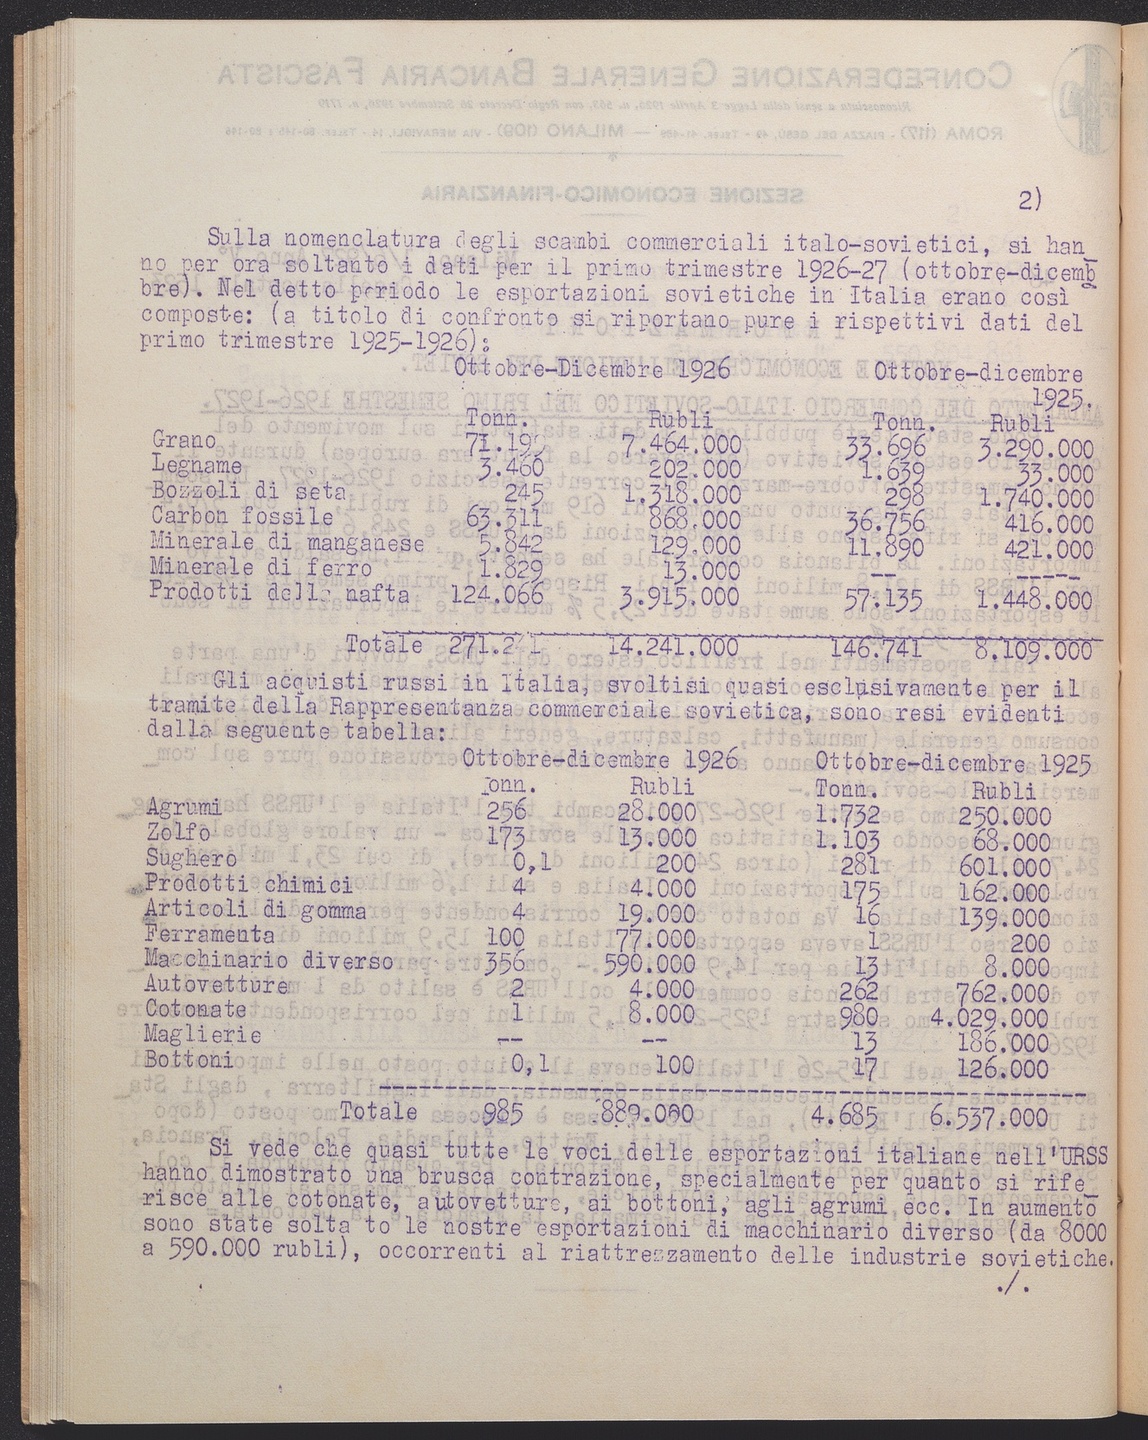 2)
Sulla nomenclatura degli scambi commerciali italo-sovietici, si han_
no per ora soltanto i dati per il primo trimestre 1926-27 (ottobre-dicemb
bre). Nel detto periodo le esportazioni sovietiche in Italia erano così
composte: (a titolo di confronto si riportano pure i rispettivi dati del
primo trimestre 1925-1926):
Ottobre-Dicembre 1926 Ottobre-dicembre
1925.
Tonn. Rubli Tonn. Rubli
Grano 71.199 7.464.000 33.696 3.290.000
Legname 3.460 202.000 1.639 33.000
Bozzoli di seta 245 1.318.000 298 1.740.000
Carbon fossile 63.311 868.000 36.756 416.000
Minerale di manganese 5.842 129.000 11.890 421.000
Minerale di ferro 1.829 13.000 -- -----
Prodotti della nafta 124.066 3.915.000 57.135 1.448.000
Totale 14.241.000 146.741 8.109.000
Gli acquisti russi in Italia, svoltisi quasi esclusivamente per il
tramite della Rappresentanza commerciale sovietica, sono resi evidenti
dalla seguente tabella:
Ottobre-dicembre 1926 Ottobre-dicembre 1925
Tonn. Rubli Tonn. Rubli
Agrumi 256 28.000 1.732 250.000
Zolfo 173 13.000 1.103 68.000
Sughero 0,1 200 281 601.000
Prodotti chimici 4 4.000 175 162.000
Articoli di gomma 4 19.000 16 139.000
Ferramenta 100 77.000 1 200
Macchinario diverso 356 590.000 13 8.000
Autovetture 2 4.000 262 762.000
Cotonate 1 8.000 980 4.029.000
Maglierie -- -- 13 186.000
Bottoni 0,1 100 17 126.000
Totale 985 889.000 4.685 6.537.000
Si vede che quasi tutte le voci delle esportazioni italiane nell'URSS
hanno dimostrato una brusca contrazione, specialmente per quanto si rife_
risce alle cotonate, autovetture, ai bottoni, agli agrumi ecc. In aumento
sono state solta to le nostre esportazioni di macchinario diverso (da 8000
a 590.000 rubli), occorrenti al riattrezzamento delle industrie sovietiche.
./.